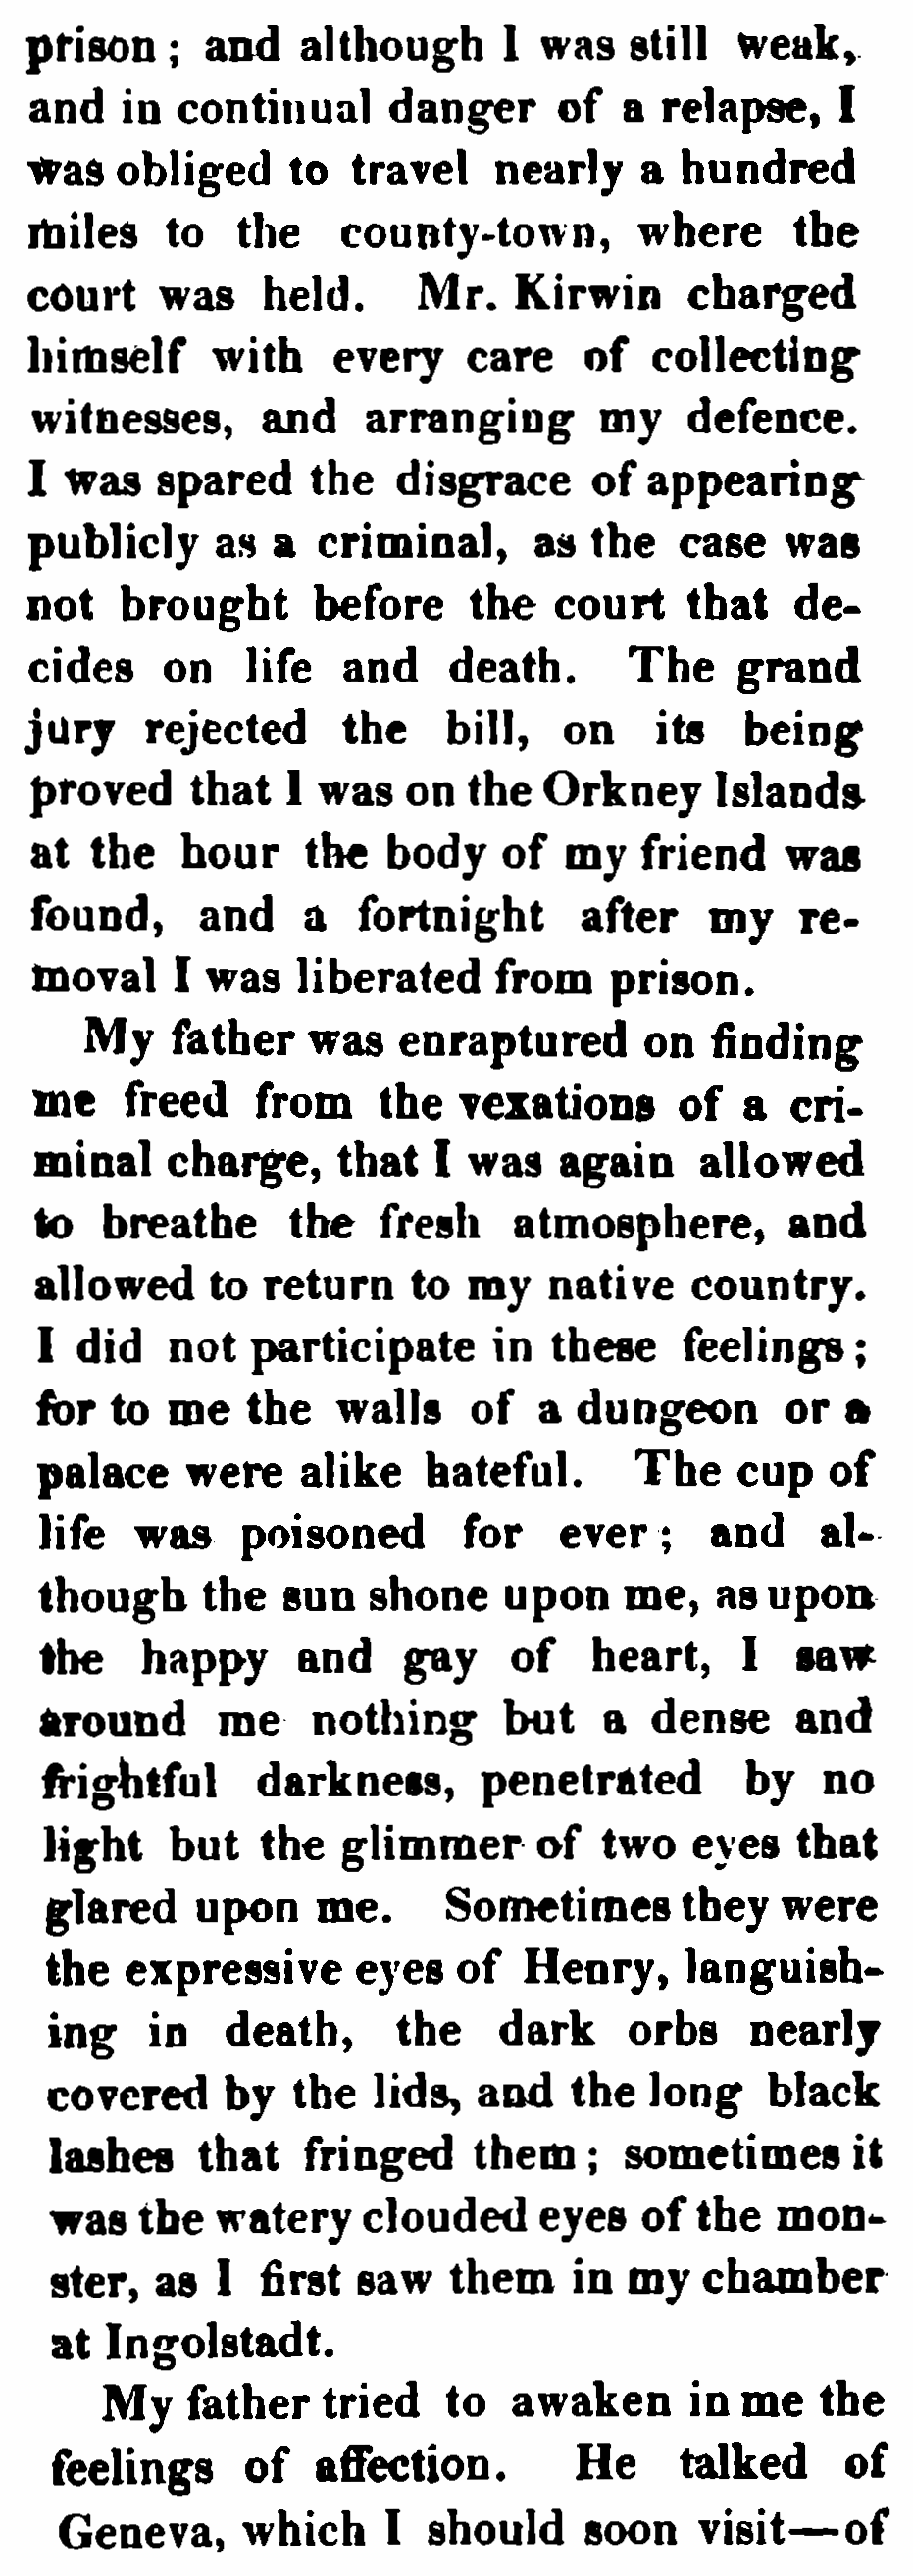 prison; and although I was still weak,
and in continual danger of a relapse, I
was obliged to travel nearly a hundred
miles to the county-town, where the
court was held. Mr. Kirwin charged
himself with every care of collecting
witnesses, and arranging my defence.
I was spared the disgrace of appearing
publicly as a criminal, as the case was
not brought before the court that de-
cides on life and death. The grand
jury rejected the bill, on its being
proved that I was on the Orkney Islands
at the hour the body of my friend was
found, and a fortnight after my re-
moval I was liberated from prison.
My father was enraptured on finding
me freed from the vexations of a cri-
minal charge, that I was again allowed
to breathe the fresh atmosphere, and
allowed to return to my native country.
I did not participate in these feelings;
for to me the walls of a dungeon or a
palace were alike hateful. The cup of
life was poisoned for ever; and al-
though the sun shone upon me, as upon
the happy and gay of heart, I saw
around me nothing but a dense and
frightful darkness, penetrated by no
light but the glimmer of two eyes that
glared upon me. Sometimes they were
the expressive eyes of Henry, languish-
ing in death, the dark orbs nearly
covered by the lids, and the long black
lashes that fringed them; sometimes it
was the watery clouded eyes of the mon-
ster, as I first saw them in my chamber
at Ingolstadt.
My father tried to awaken in me the
feelings of affection. He talked of
Geneva, which I should soon visit—of